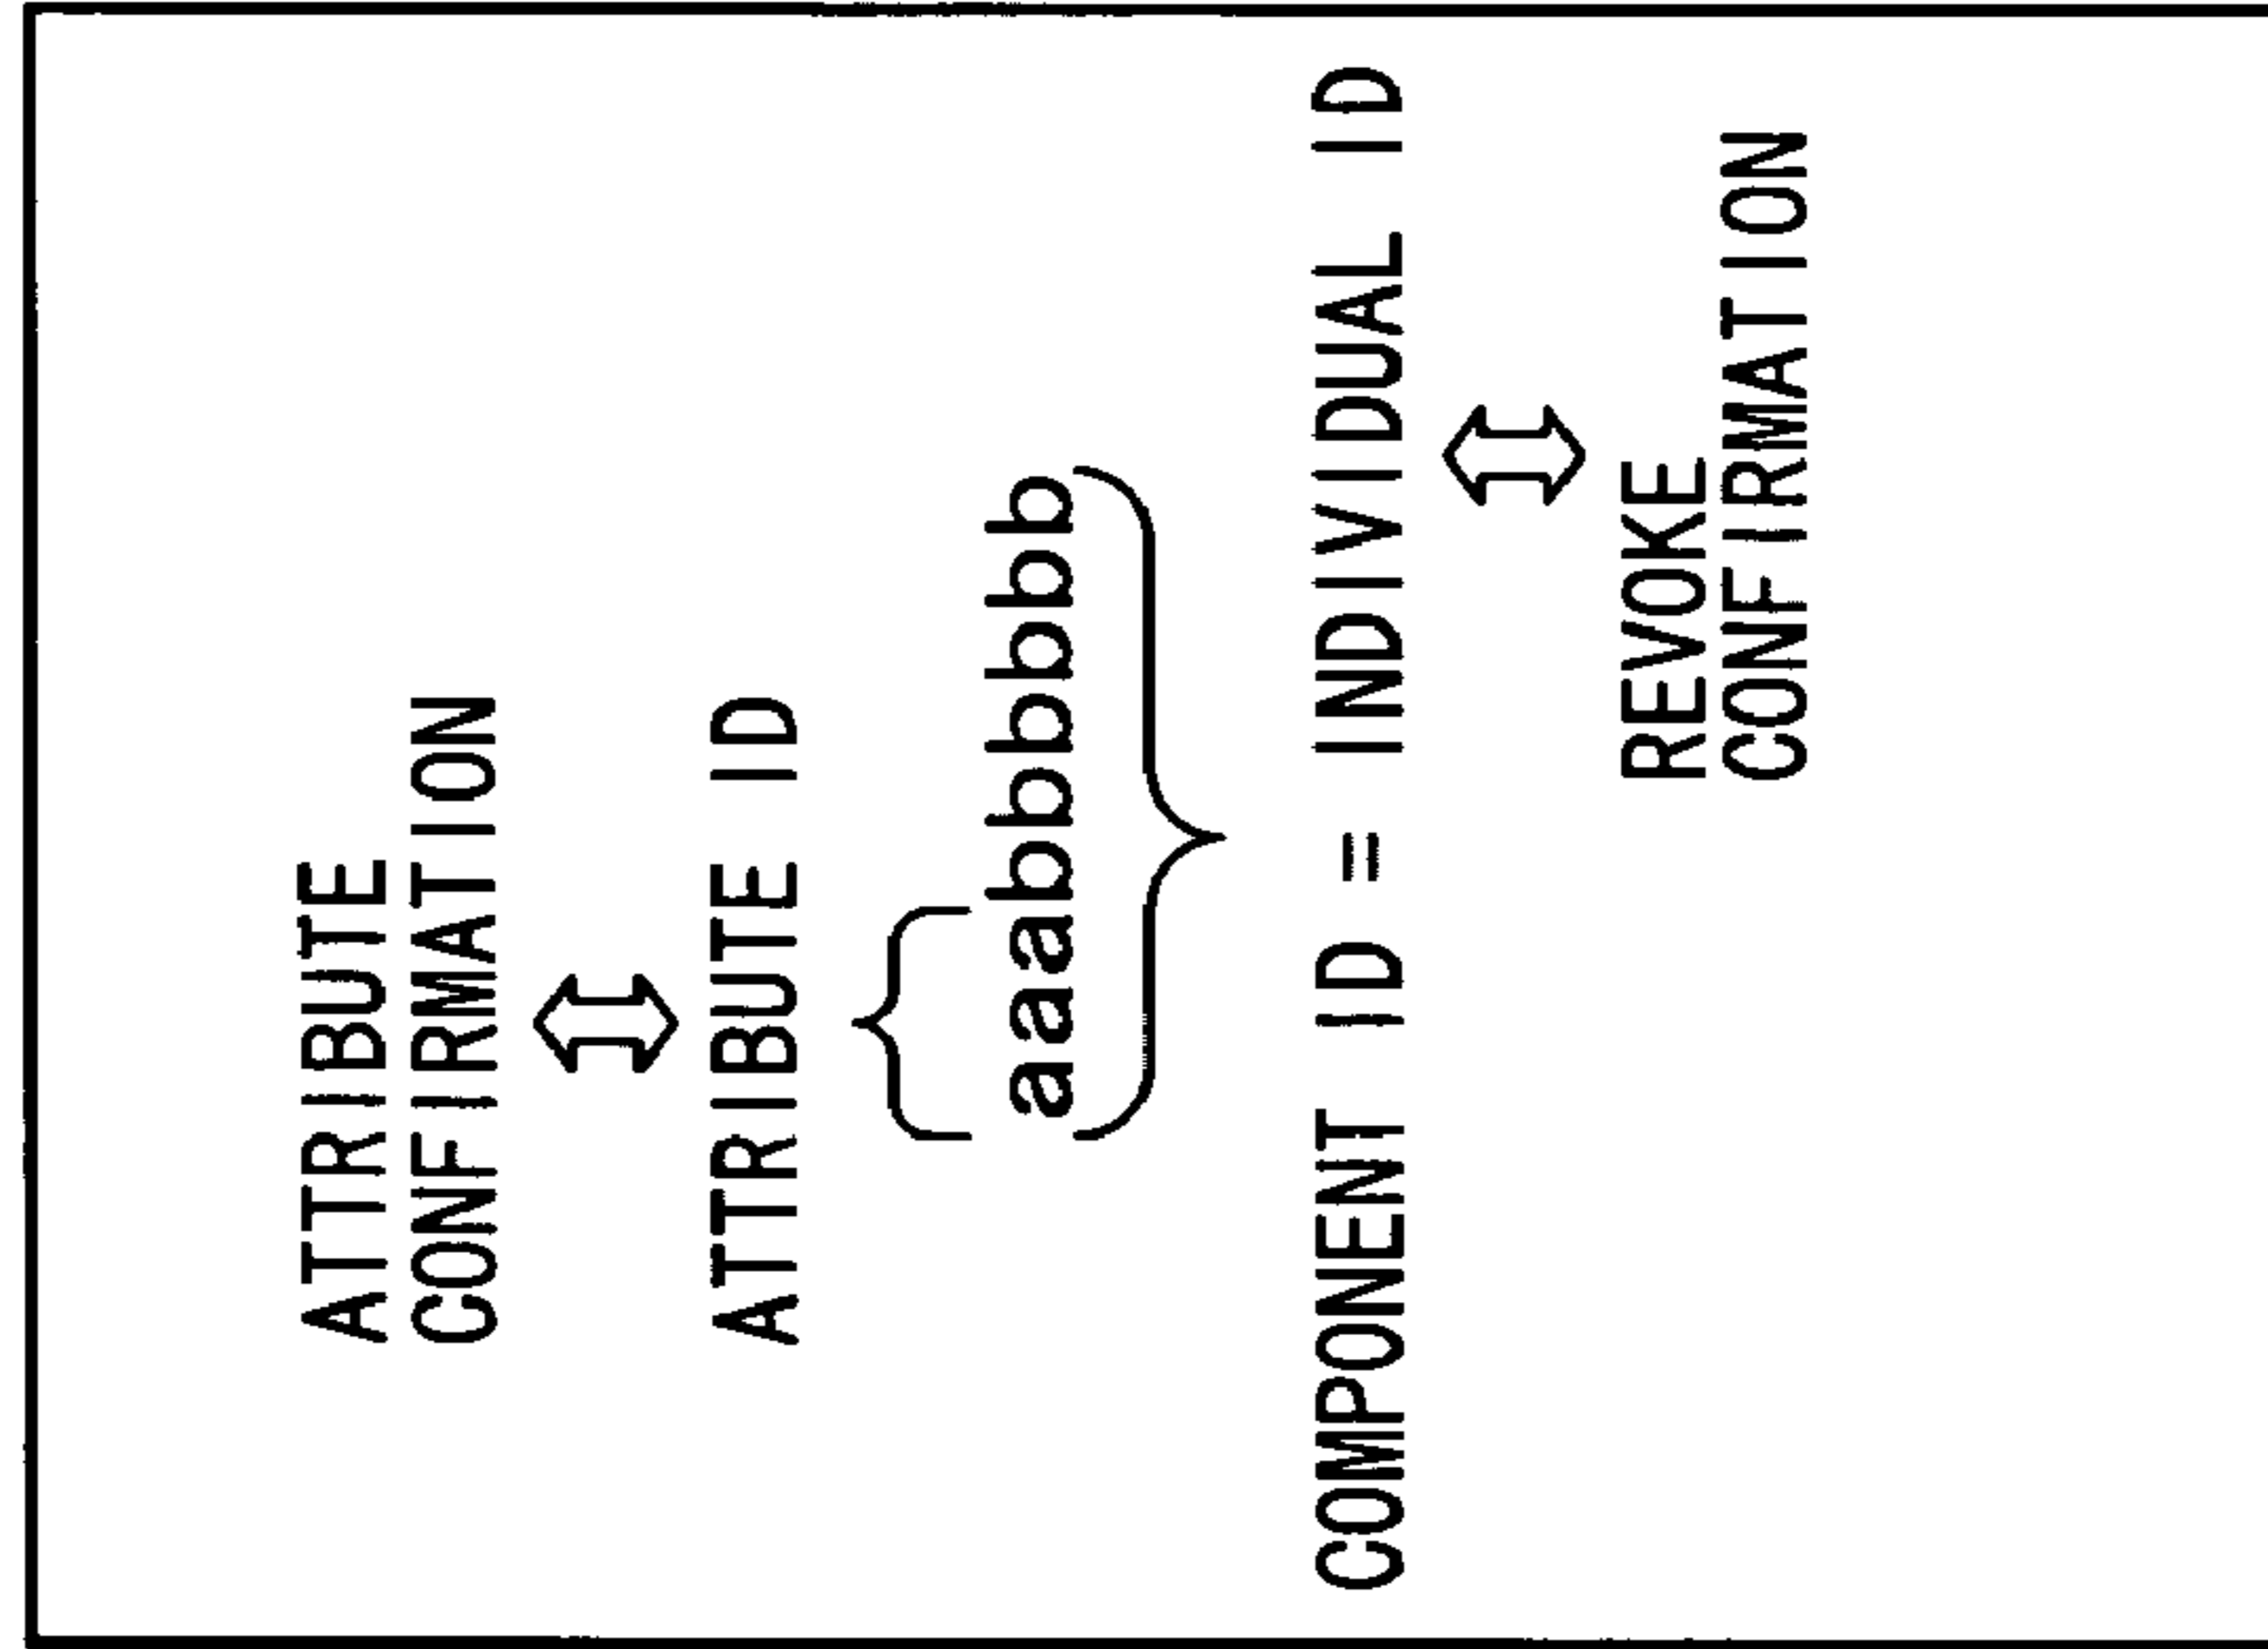 ATTRIBUTE
CONFIRMATION
ATTRIBUTE ID
aaabbbbbb
COMPONENT ID = INDIVIDUAL ID
REVOKE
CONFIRMATION